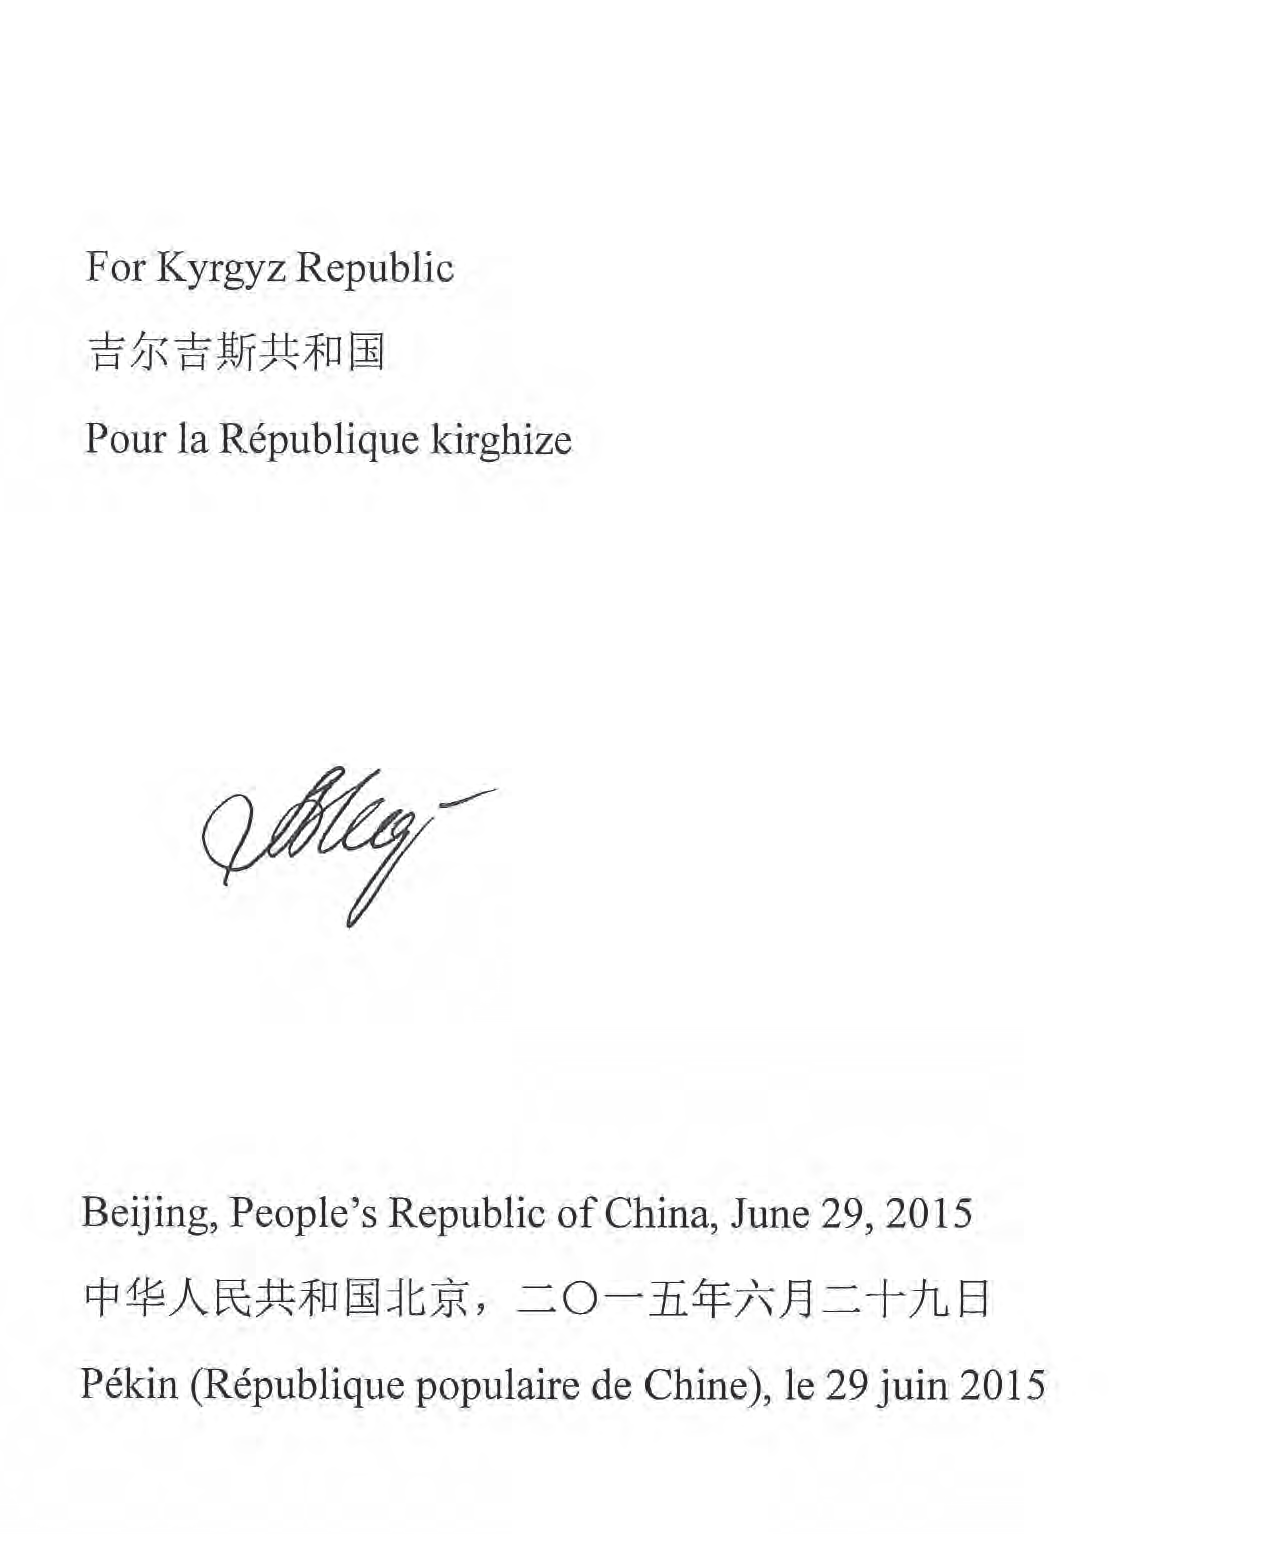 For Kyrgyz Republic
吉尔吉斯共和国
Pour la République kirghize
Beijing, People’s Republic of China, June 29, 2015
中华人民共和国北京，二〇一五年六月二十九日
Pékin (République populaire de Chine), le 29 juin 2015